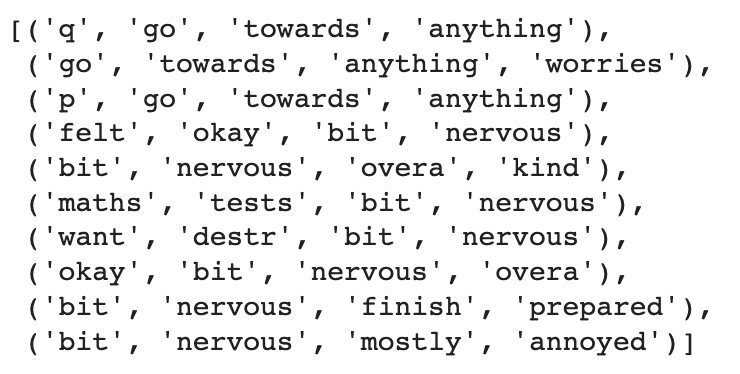 [('q', 'go', 'towards', 'anything'),
('go', 'towards', 'anything', 'worries'),
('p', 'go', 'towards', 'anything'),
('felt', 'okay', 'bit', 'nervous'),
('bit', 'nervous', 'overa', 'kind'),
('maths', 'tests', 'bit', 'nervous'),
('want', 'destr', 'bit', 'nervous'),
('okay', 'bit', 'nervous', 'overa'),
('bit', 'nervous', 'finish', 'prepared'),
('bit', 'nervous', 'mostly', 'annoyed')]